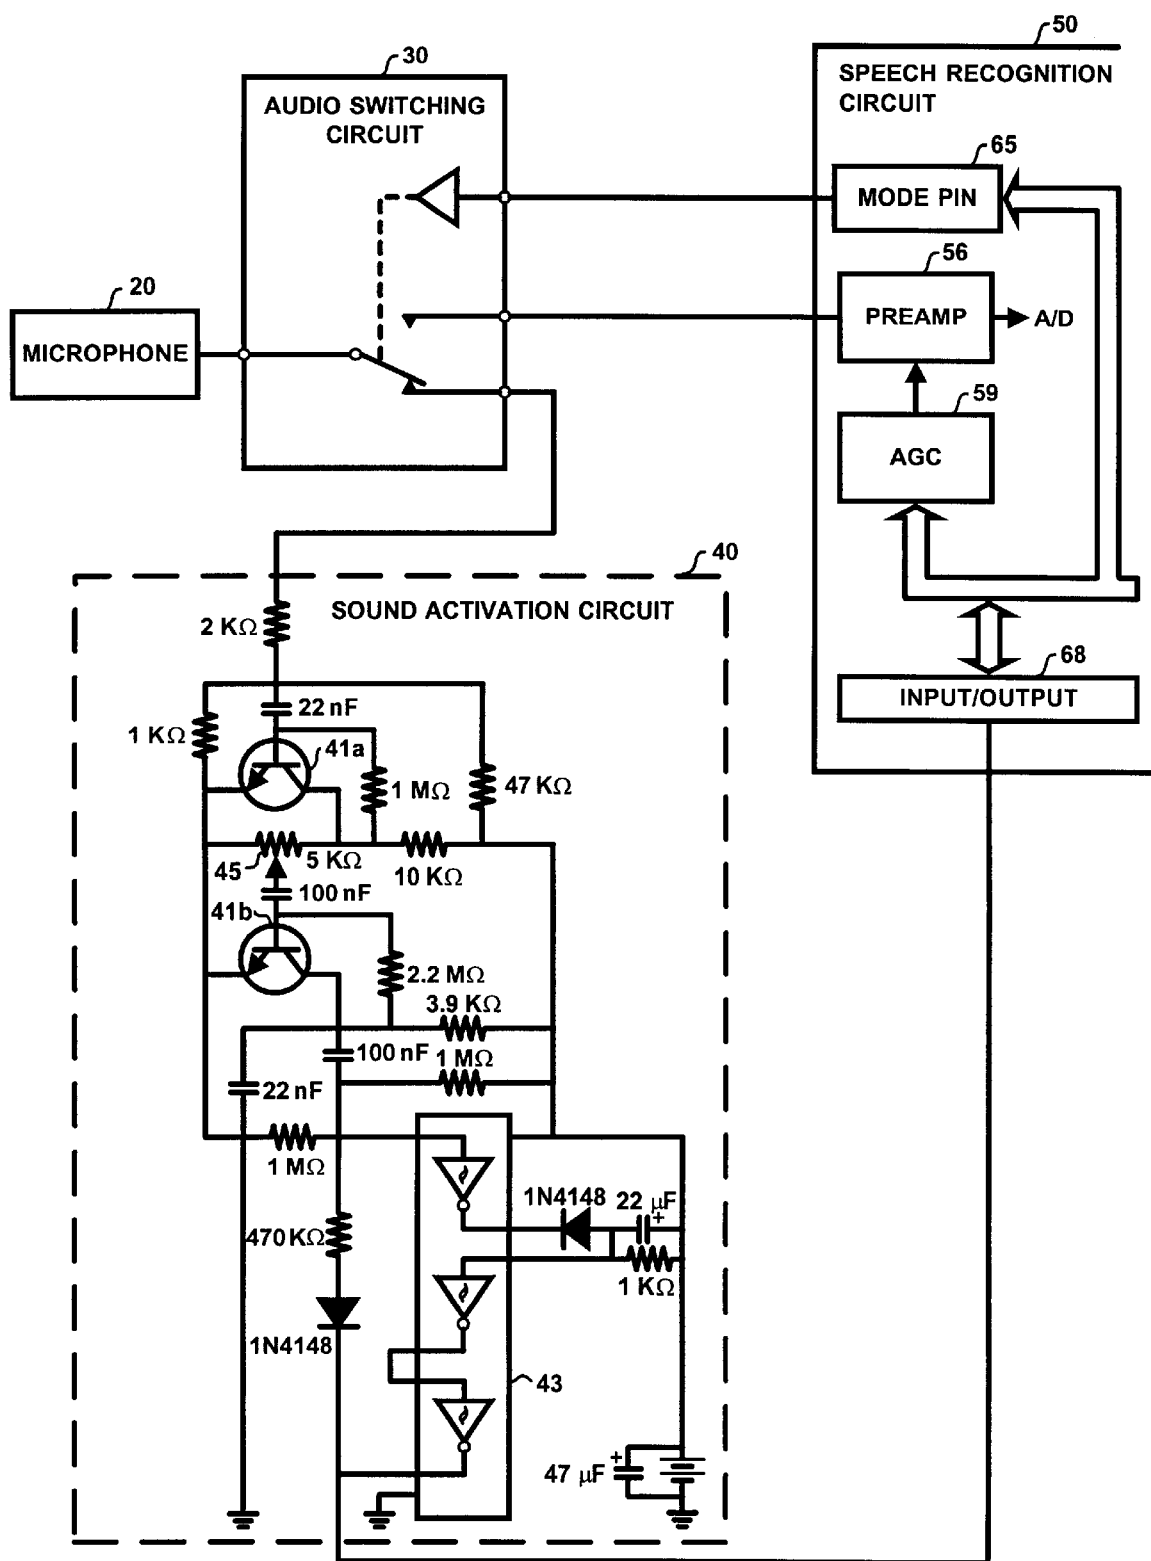 50
30
SPEECH RECOGNITION
CIRCUIT
AUDIO SWITCHING
CIRCUIT
65
MODE PIN
56
20
PREAMP
A/D
MICROPHONE
59
AGC
40
SOUND ACTIVATION CIRCUIT
2 KΩ
68
INPUT/OUTPUT
22 nF
1 KΩ
41a
1 MΩ
47 KΩ
45
5 KΩ
10 KΩ
100 nF
41b
2.2 MΩ
3.9 KΩ
100 nF
1 MΩ
22 nF
1 MΩ
1N4148
22 μF
+
470 KΩ
1 KΩ
1N4148
43
+
47 μF